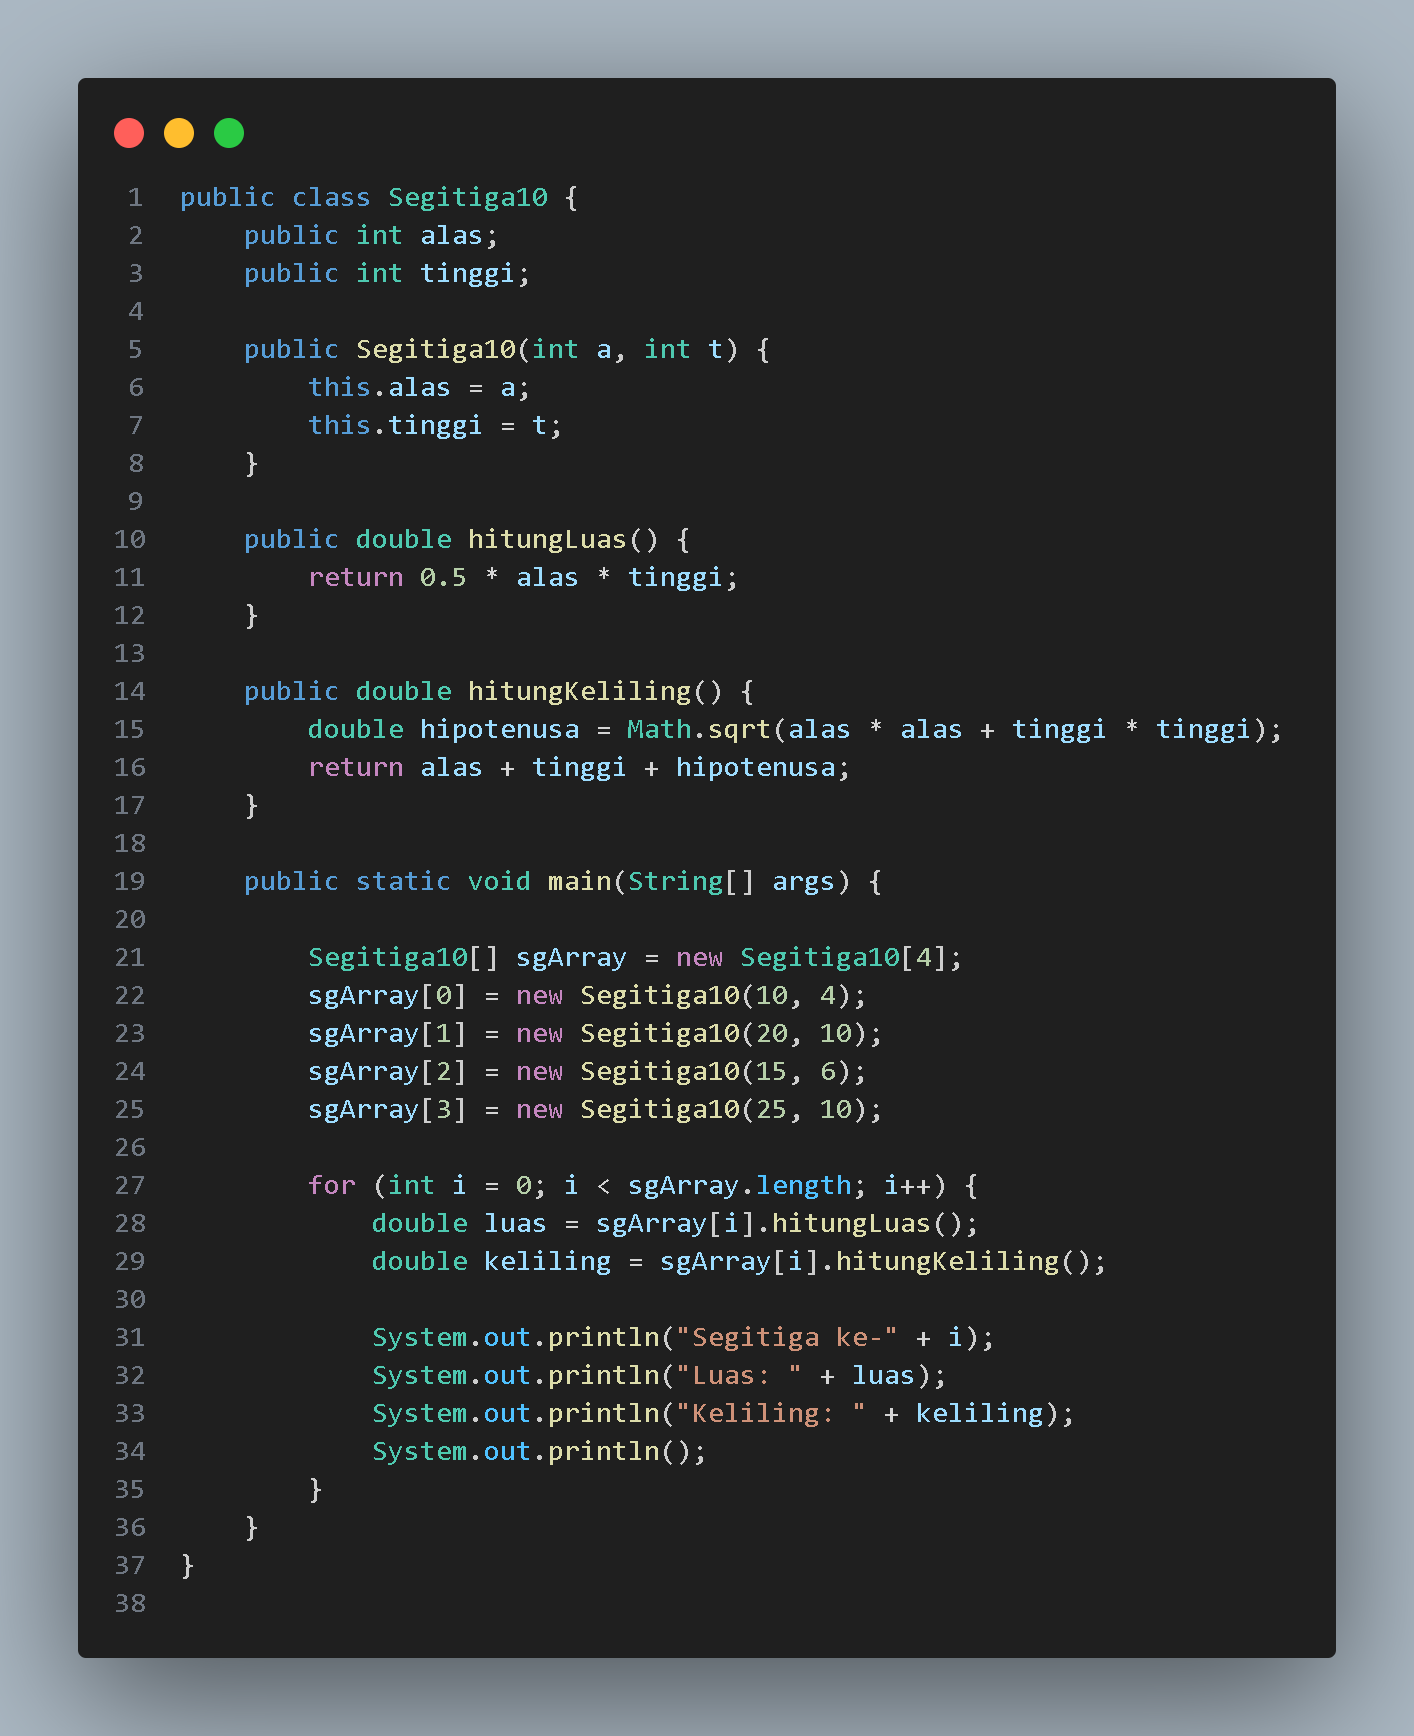 1 public class Segitiga10 {
2     public int alas;
3     public int tinggi;
4
5     public Segitiga10(int a, int t) {
6         this.alas = a;
7         this.tinggi = t;
8     }
9
10     public double hitungLuas() {
11         return 0.5 * alas * tinggi;
12     }
13
14     public double hitungKeliling() {
15         double hipotenusa = Math.sqrt(alas * alas + tinggi * tinggi);
16         return alas + tinggi + hipotenusa;
17     }
18
19     public static void main(String[] args) {
20
21         Segitiga10[] sgArray = new Segitiga10[4];
22         sgArray[0] = new Segitiga10(10, 4);
23         sgArray[1] = new Segitiga10(20, 10);
24         sgArray[2] = new Segitiga10(15, 6);
25         sgArray[3] = new Segitiga10(25, 10);
26
27         for (int i = 0; i < sgArray.length; i++) {
28             double luas = sgArray[i].hitungLuas();
29             double keliling = sgArray[i].hitungKeliling();
30
31             System.out.println("Segitiga ke-" + i);
32             System.out.println("Luas: " + luas);
33             System.out.println("Keliling: " + keliling);
34             System.out.println();
35         }
36     }
37 }
38